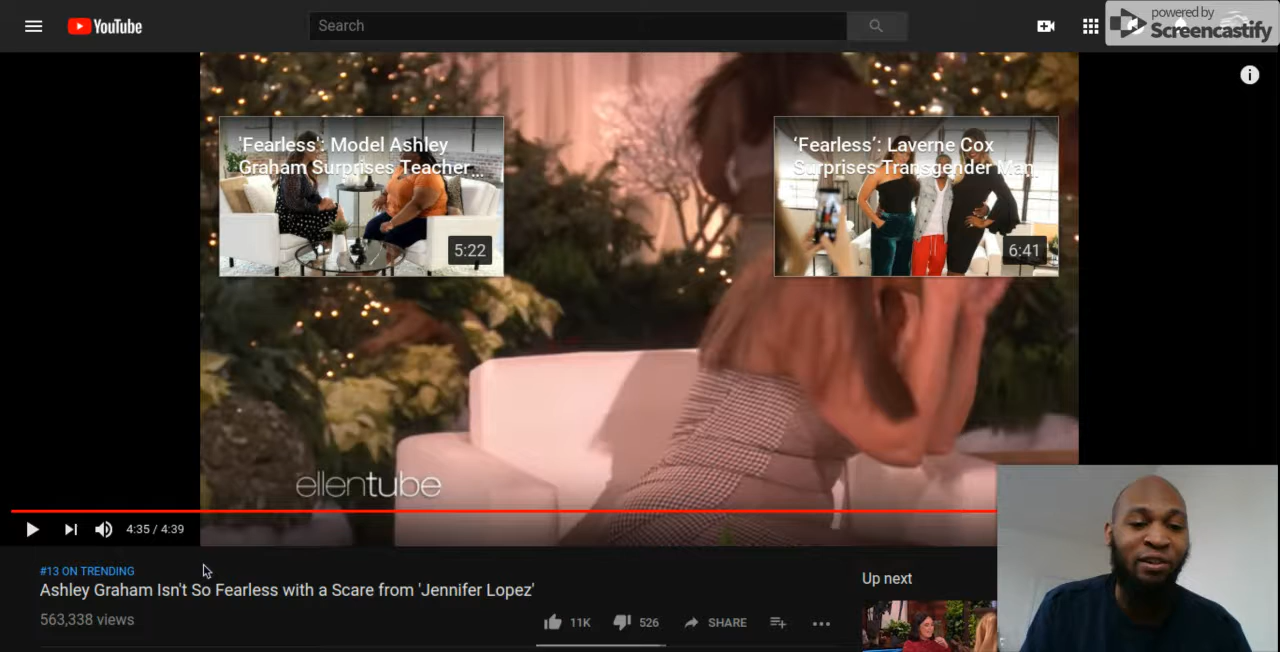 YouTube
Search
powered by
Screencastify
'Fearless': Model Ashley
Graham Surprises Teacher...
5:22
‘Fearless’: Laverne Cox
Surprises Transgender Man...
6:41
ellentube
4:35 / 4:39
#13 ON TRENDING
Ashley Graham Isn't So Fearless with a Scare from 'Jennifer Lopez'
563,338 views
11K
526
SHARE
Up next